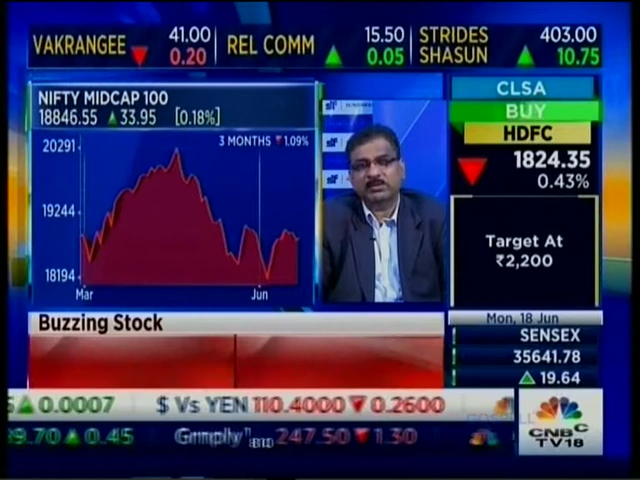 VAKRANGEE 41.00 0.20
REL COMM 15.50 0.05
STRIDES SHASUN 403.00 10.75
NIFTY MIDCAP 100
18846.55 33.95 [0.18%]
3 MONTHS 1.09%
20291
19244
18194
Mar Jun
CLSA
BUY
HDFC
1824.35
0.43%
Target At
₹2,200
Buzzing Stock
Mon, 18 Jun
SENSEX
35641.78
19.64
0.0007 $ Vs YEN 110.4000 0.2600
9.70 0.45 247.50 1.30
CNBC
TV18